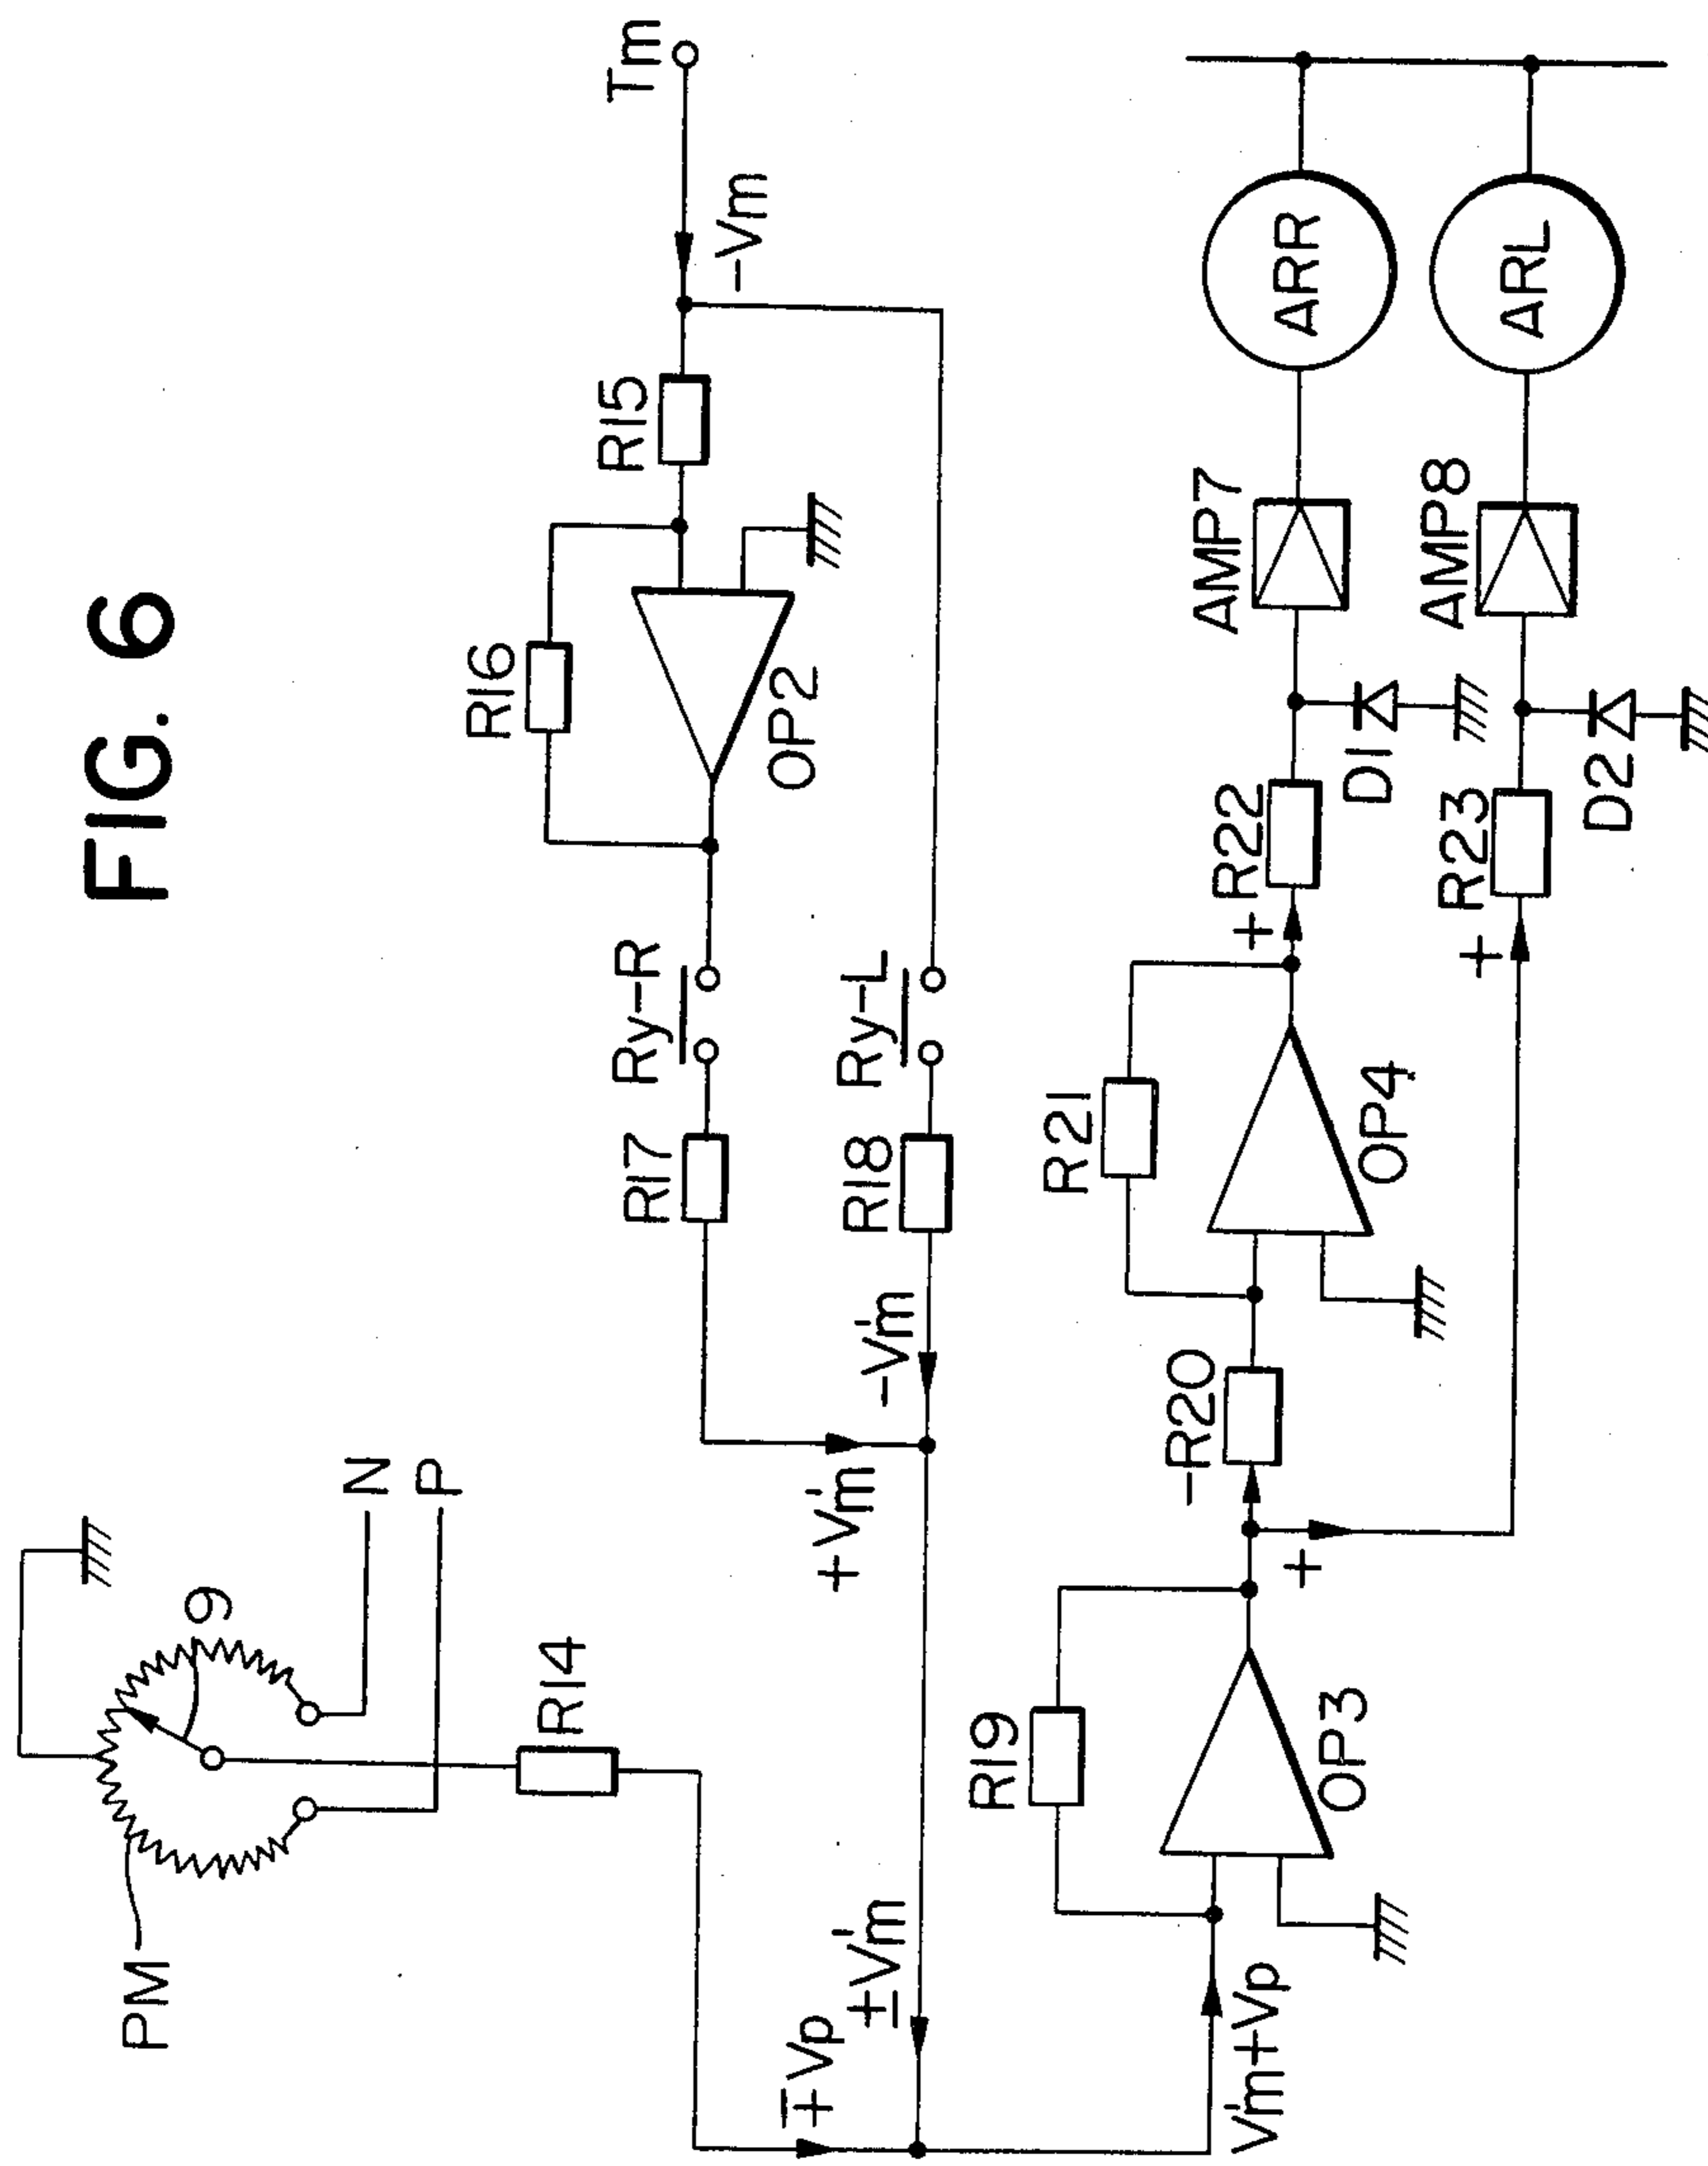 FIG. 6
PM
9
N
P
R14
R16
R15
Tm
-Vm
OP2
Ry-R
R17
Ry-L
R18
+V'm
-V'm
∓Vp
±V'm
V'm+Vp
R19
OP3
+
-
R20
R21
OP4
+
R22
D1
AMP7
ARR
+
R23
D2
AMP8
ARL